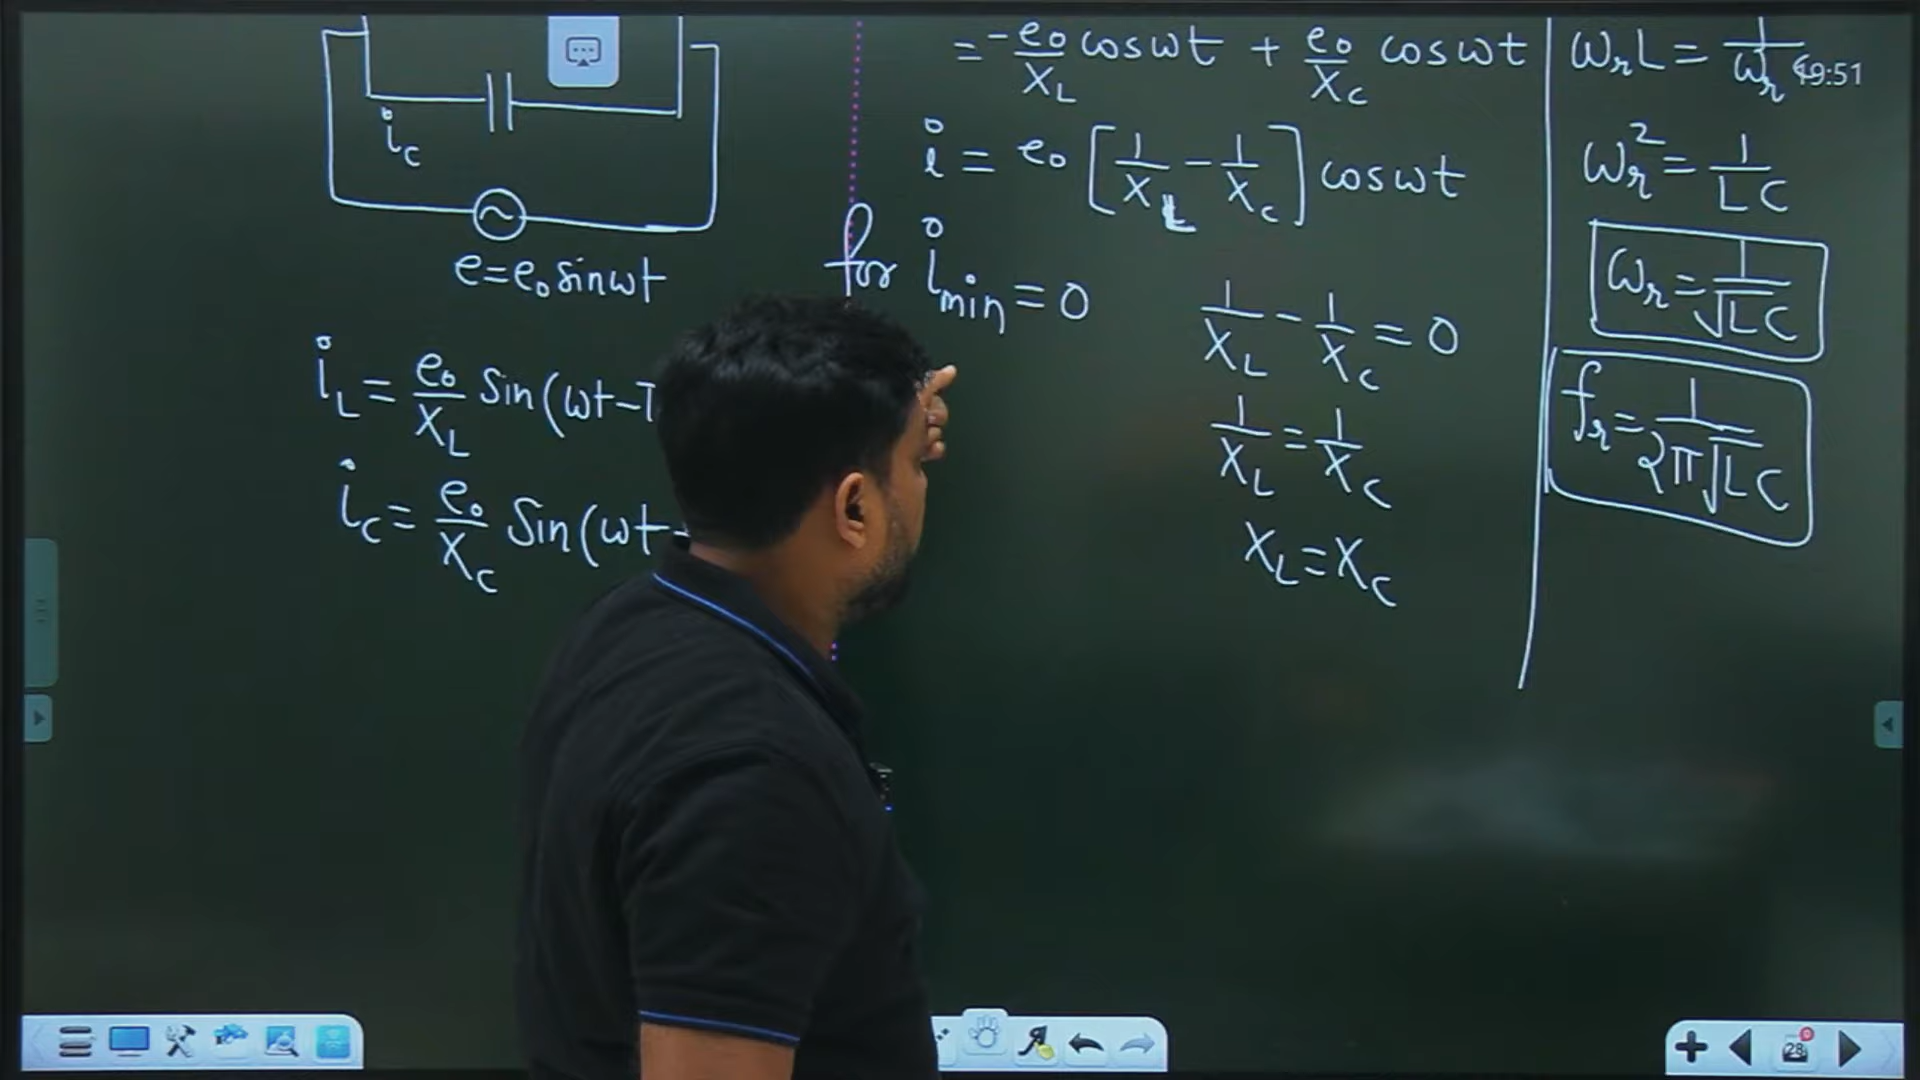 i_C
e=e₀sinωt
i_L = e₀/X_L Sin(ωt-
i_C = e₀/X_C Sin(ωt
= -e₀/X_L cosωt + e₀/X_C cosωt
i = e₀ [1/X_L - 1/X_C] cosωt
for i_min = 0
1/X_L - 1/X_C = 0
1/X_L = 1/X_C
X_L = X_C
ω_r L = 1/ω_r C
19:51
ω_r² = 1/LC
ω_r = 1/√LC
f_r = 1/2π√LC
28